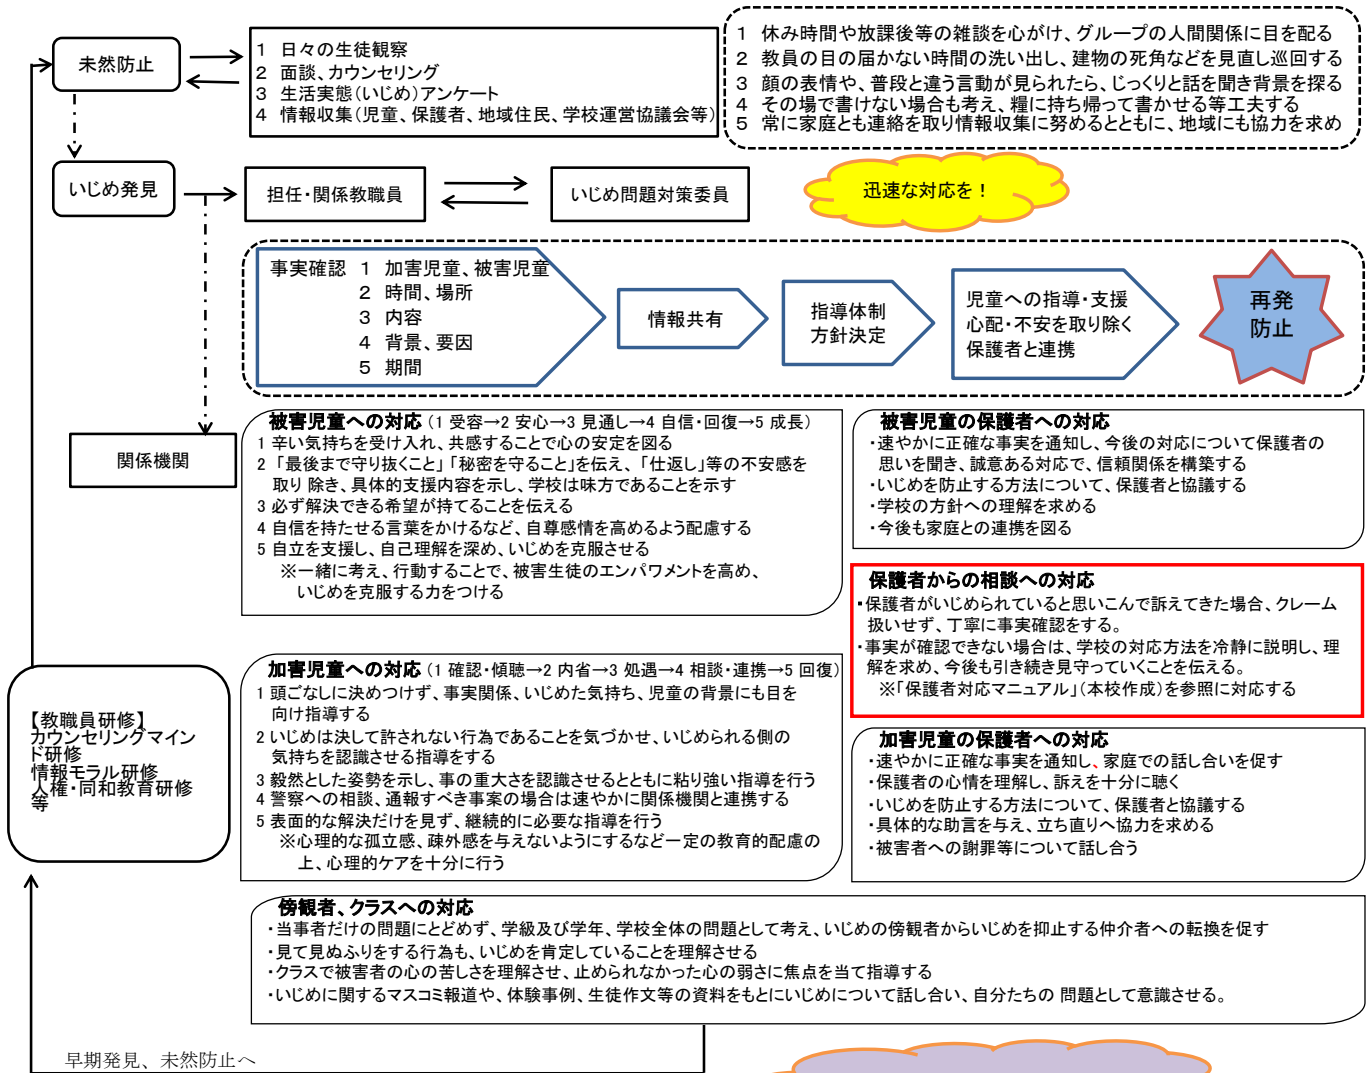 未然防止
1 日々の生徒観察
2 面談、カウンセリング
3 生活実態(いじめ)アンケート
4 情報収集(児童、保護者、地域住民、学校運営協議会等)
1 休み時間や放課後等の雑談を心がけ、グループの人間関係に目を配る
2 教員の目の届かない時間の洗い出し、建物の死角などを見直し巡回する
3 顔の表情や、普段と違う言動が見られたら、じっくりと話を聞き背景を探る
4 その場で書けない場合も考え、糧に持ち帰って書かせる等工夫する
5 常に家庭とも連絡を取り情報収集に努めるとともに、地域にも協力を求め
いじめ発見
担任・関係教職員
いじめ問題対策委員
迅速な対応を!
事実確認 1 加害児童、被害児童
2 時間、場所
3 内容
4 背景、要因
5 期間
情報共有
指導体制
方針決定
児童への指導・支援
心配・不安を取り除く
保護者と連携
再発
防止
関係機関
被害児童への対応(1 受容→2 安心→3 見通し→4 自信・回復→5 成長)
1 辛い気持ちを受け入れ、共感することで心の安定を図る
2 「最後まで守り抜くこと」「秘密を守ること」を伝え、「仕返し」等の不安感を
取り 除き、具体的支援内容を示し、学校は味方であることを示す
3 必ず解決できる希望が持てることを伝える
4 自信を持たせる言葉をかけるなど、自尊感情を高めるよう配慮する
5 自立を支援し、自己理解を深め、いじめを克服させる
※一緒に考え、行動することで、被害生徒のエンパワメントを高め、
いじめを克服する力をつける
被害児童の保護者への対応
・速やかに正確な事実を通知し、今後の対応について保護者の
思いを聞き、誠意ある対応で、信頼関係を構築する
・いじめを防止する方法について、保護者と協議する
・学校の方針への理解を求める
・今後も家庭との連携を図る
保護者からの相談への対応
・保護者がいじめられていると思いこんで訴えてきた場合、クレーム
扱いせず、丁寧に事実確認をする。
・事実が確認できない場合は、学校の対応方法を冷静に説明し、理
解を求め、今後も引き続き見守っていくことを伝える。
※「保護者対応マニュアル」(本校作成)を参照に対応する
加害児童への対応(1 確認・傾聴→2 内省→3 処遇→4 相談・連携→5 回復)
1 頭ごなしに決めつけず、事実関係、いじめた気持ち、児童の背景にも目を
向け指導する
2 いじめは決して許されない行為であることを気づかせ、いじめられる側の
気持ちを認識させる指導をする
3 毅然とした姿勢を示し、事の重大さを認識させるとともに粘り強い指導を行う
4 警察への相談、通報すべき事案の場合は速やかに関係機関と連携する
5 表面的な解決だけを見ず、継続的に必要な指導を行う
※心理的な孤立感、疎外感を与えないようにするなど一定の教育的配慮の
上、心理的ケアを十分に行う
加害児童の保護者への対応
・速やかに正確な事実を通知し、家庭での話し合いを促す
・保護者の心情を理解し、訴えを十分に聴く
・いじめを防止する方法について、保護者と協議する
・具体的な助言を与え、立ち直りへ協力を求める
・被害者への謝罪等について話し合う
【教職員研修】
カウンセリングマイン
ド研修
情報モラル研修
人権・同和教育研修
等
傍観者、クラスへの対応
・当事者だけの問題にとどめず、学級及び学年、学校全体の問題として考え、いじめの傍観者からいじめを抑止する仲介者への転換を促す
・見て見ぬふりをする行為も、いじめを肯定していることを理解させる
・クラスで被害者の心の苦しさを理解させ、止められなかった心の弱さに焦点を当て指導する
・いじめに関するマスコミ報道や、体験事例、生徒作文等の資料をもとにいじめについて話し合い、自分たちの 問題として意識させる。
早期発見、未然防止へ